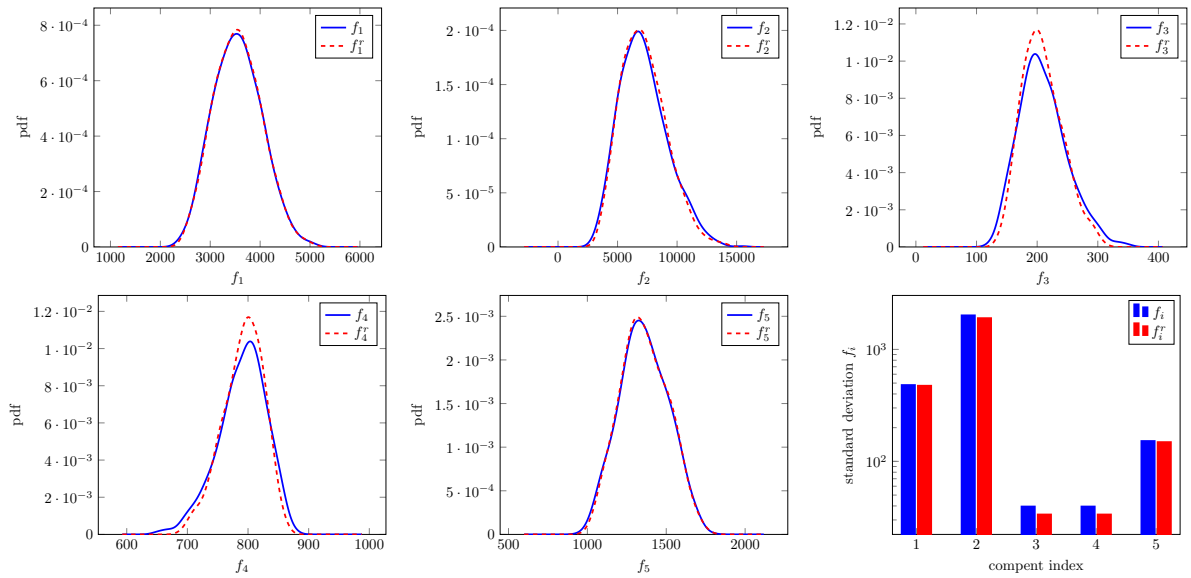 8 · 10⁻⁴
6 · 10⁻⁴
4 · 10⁻⁴
2 · 10⁻⁴
0
pdf
1000 2000 3000 4000 5000 6000
f₁
f₁
f₁ʳ
2 · 10⁻⁴
1.5 · 10⁻⁴
1 · 10⁻⁴
5 · 10⁻⁵
0
pdf
0 5000 10000 15000
f₂
f₂
f₂ʳ
1.2 · 10⁻²
1 · 10⁻²
8 · 10⁻³
6 · 10⁻³
4 · 10⁻³
2 · 10⁻³
0
pdf
0 100 200 300 400
f₃
f₃
f₃ʳ
1.2 · 10⁻²
1 · 10⁻²
8 · 10⁻³
6 · 10⁻³
4 · 10⁻³
2 · 10⁻³
0
pdf
600 700 800 900 1000
f₄
f₄
f₄ʳ
2.5 · 10⁻³
2 · 10⁻³
1.5 · 10⁻³
1 · 10⁻³
5 · 10⁻⁴
0
pdf
500 1000 1500 2000
f₅
f₅
f₅ʳ
10³
10²
standard deviation fᵢ
1 2 3 4 5
compent index
fᵢ
fᵢʳ